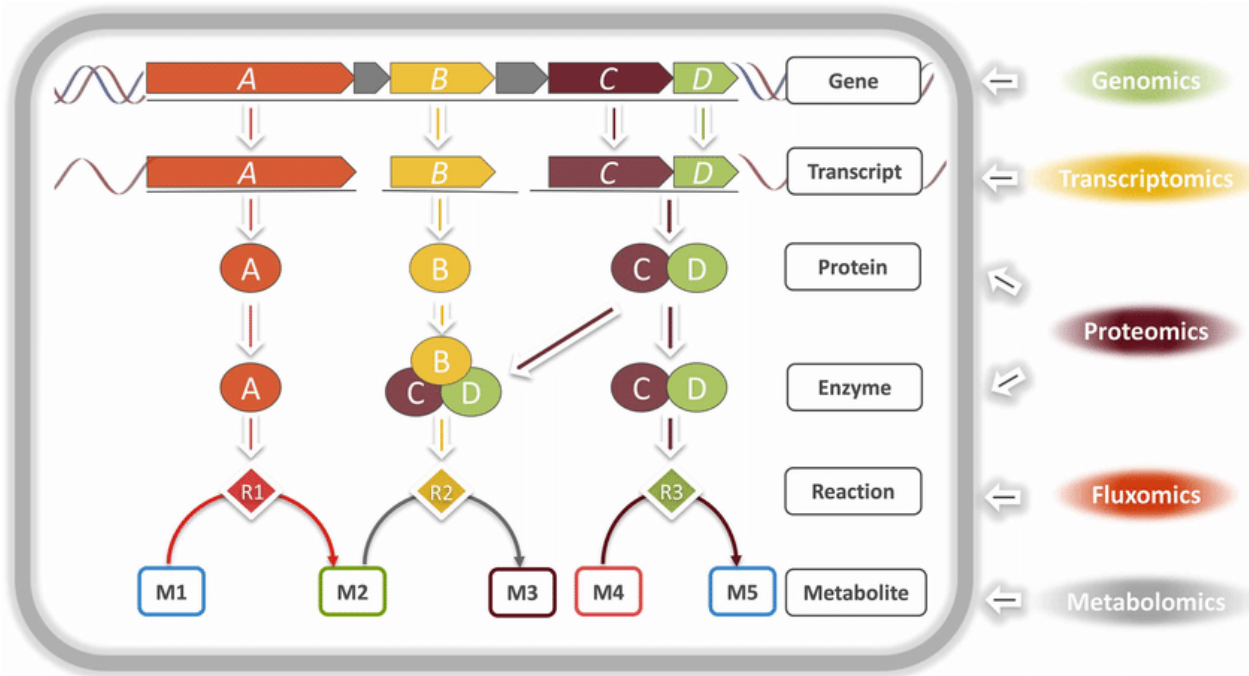 A B C D Gene Genomics
A B C D Transcript Transcriptomics
A B C D Protein
Proteomics
A B C D C D Enzyme
R1 R2 R3 Reaction Fluxomics
M1 M2 M3 M4 M5 Metabolite Metabolomics